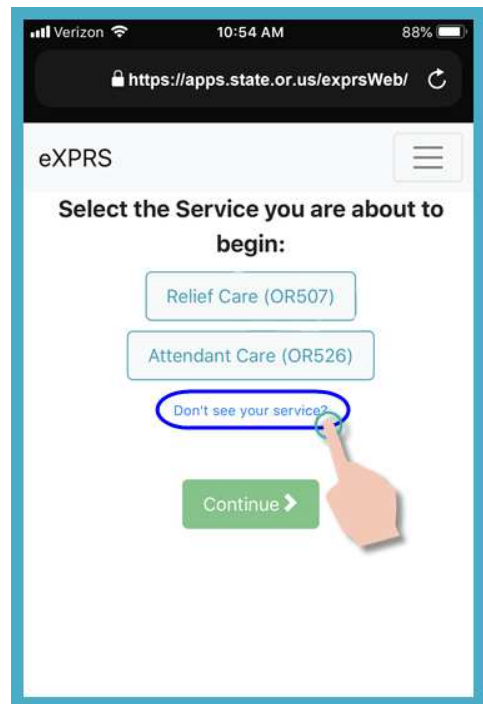 Verizon 10:54 AM 88%
https://apps.state.or.us/exprsWeb/
eXPRS
Select the Service you are about to
begin:
Relief Care (OR507)
Attendant Care (OR526)
Don't see your service?
Continue